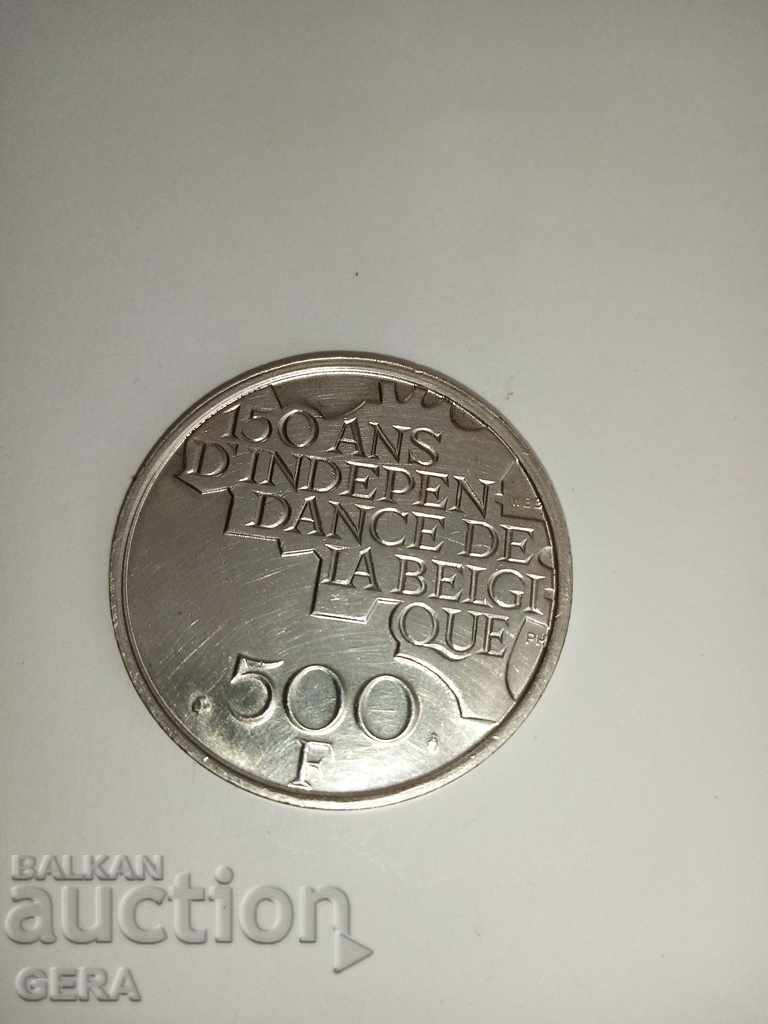 150 ANS
D'INDEPEN-
DANCE DE
LA BELGI-
QUE
500
F
BALKAN
auction
GERA